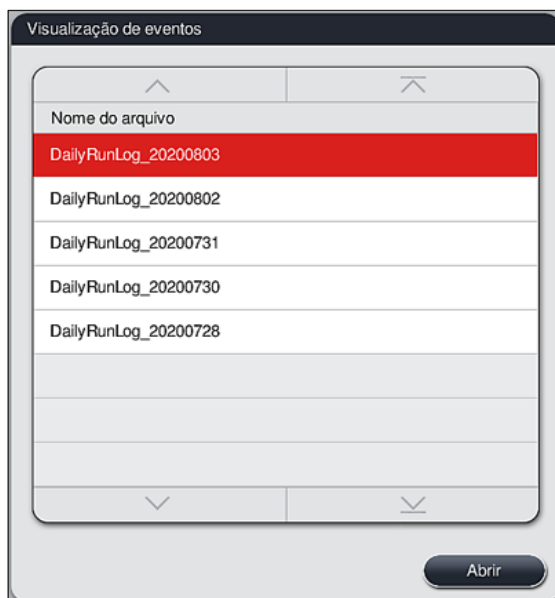 Visualização de eventos
Nome do arquivo
DailyRunLog_20200803
DailyRunLog_20200802
DailyRunLog_20200731
DailyRunLog_20200730
DailyRunLog_20200728
Abrir